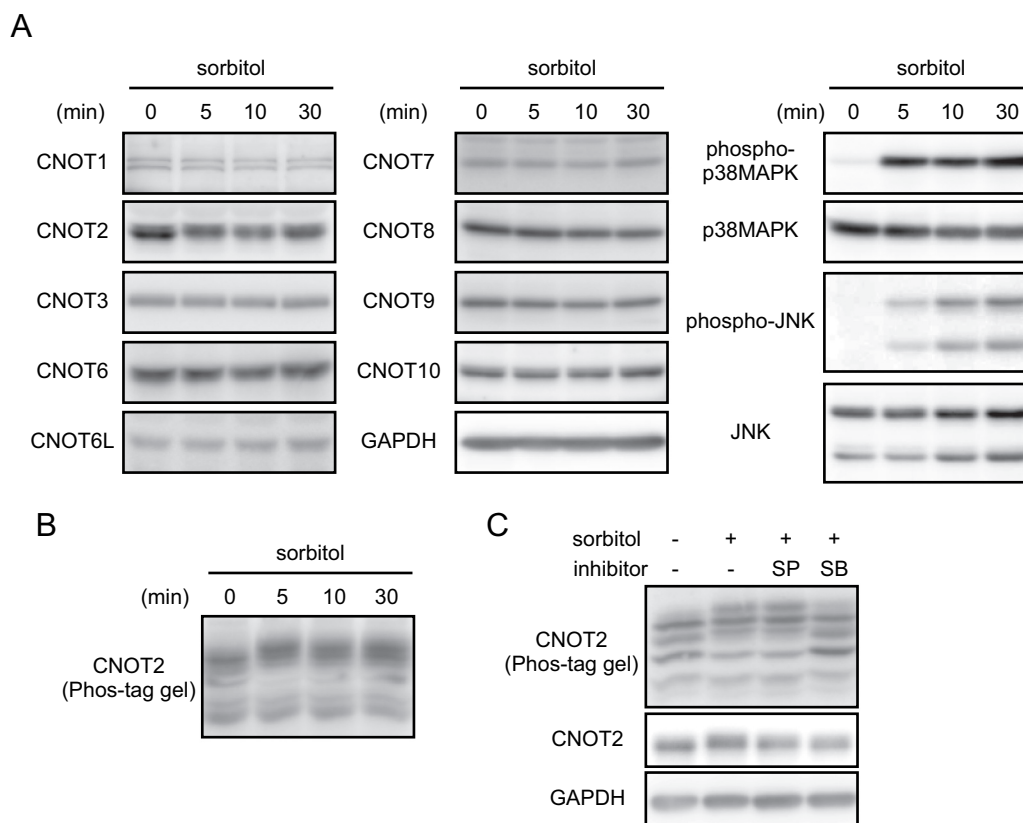 A
sorbitol
(min) 0 5 10 30
CNOT1
CNOT2
CNOT3
CNOT6
CNOT6L
sorbitol
(min) 0 5 10 30
CNOT7
CNOT8
CNOT9
CNOT10
GAPDH
sorbitol
(min) 0 5 10 30
phospho-
p38MAPK
p38MAPK
phospho-JNK
JNK
B
sorbitol
(min) 0 5 10 30
CNOT2
(Phos-tag gel)
C
sorbitol - + + +
inhibitor - - SP SB
CNOT2
(Phos-tag gel)
CNOT2
GAPDH